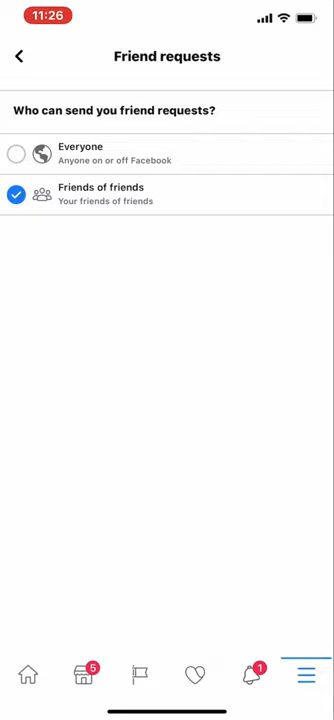 11:26
Friend requests
Who can send you friend requests?
Everyone
Anyone on or off Facebook
Friends of friends
Your friends of friends
5
1